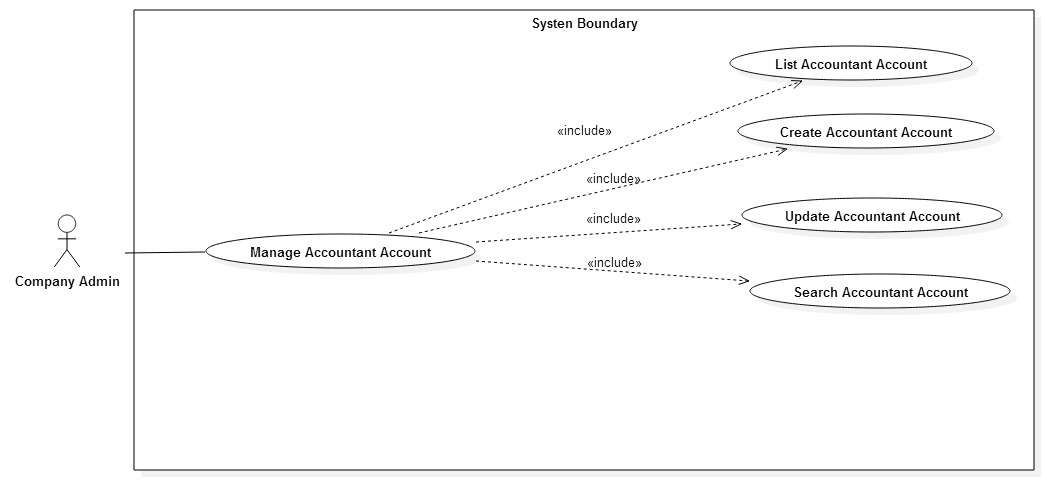 Systen Boundary
List Accountant Account
«include»
Create Accountant Account
«include»
Update Accountant Account
«include»
Manage Accountant Account
«include»
Company Admin
Search Accountant Account